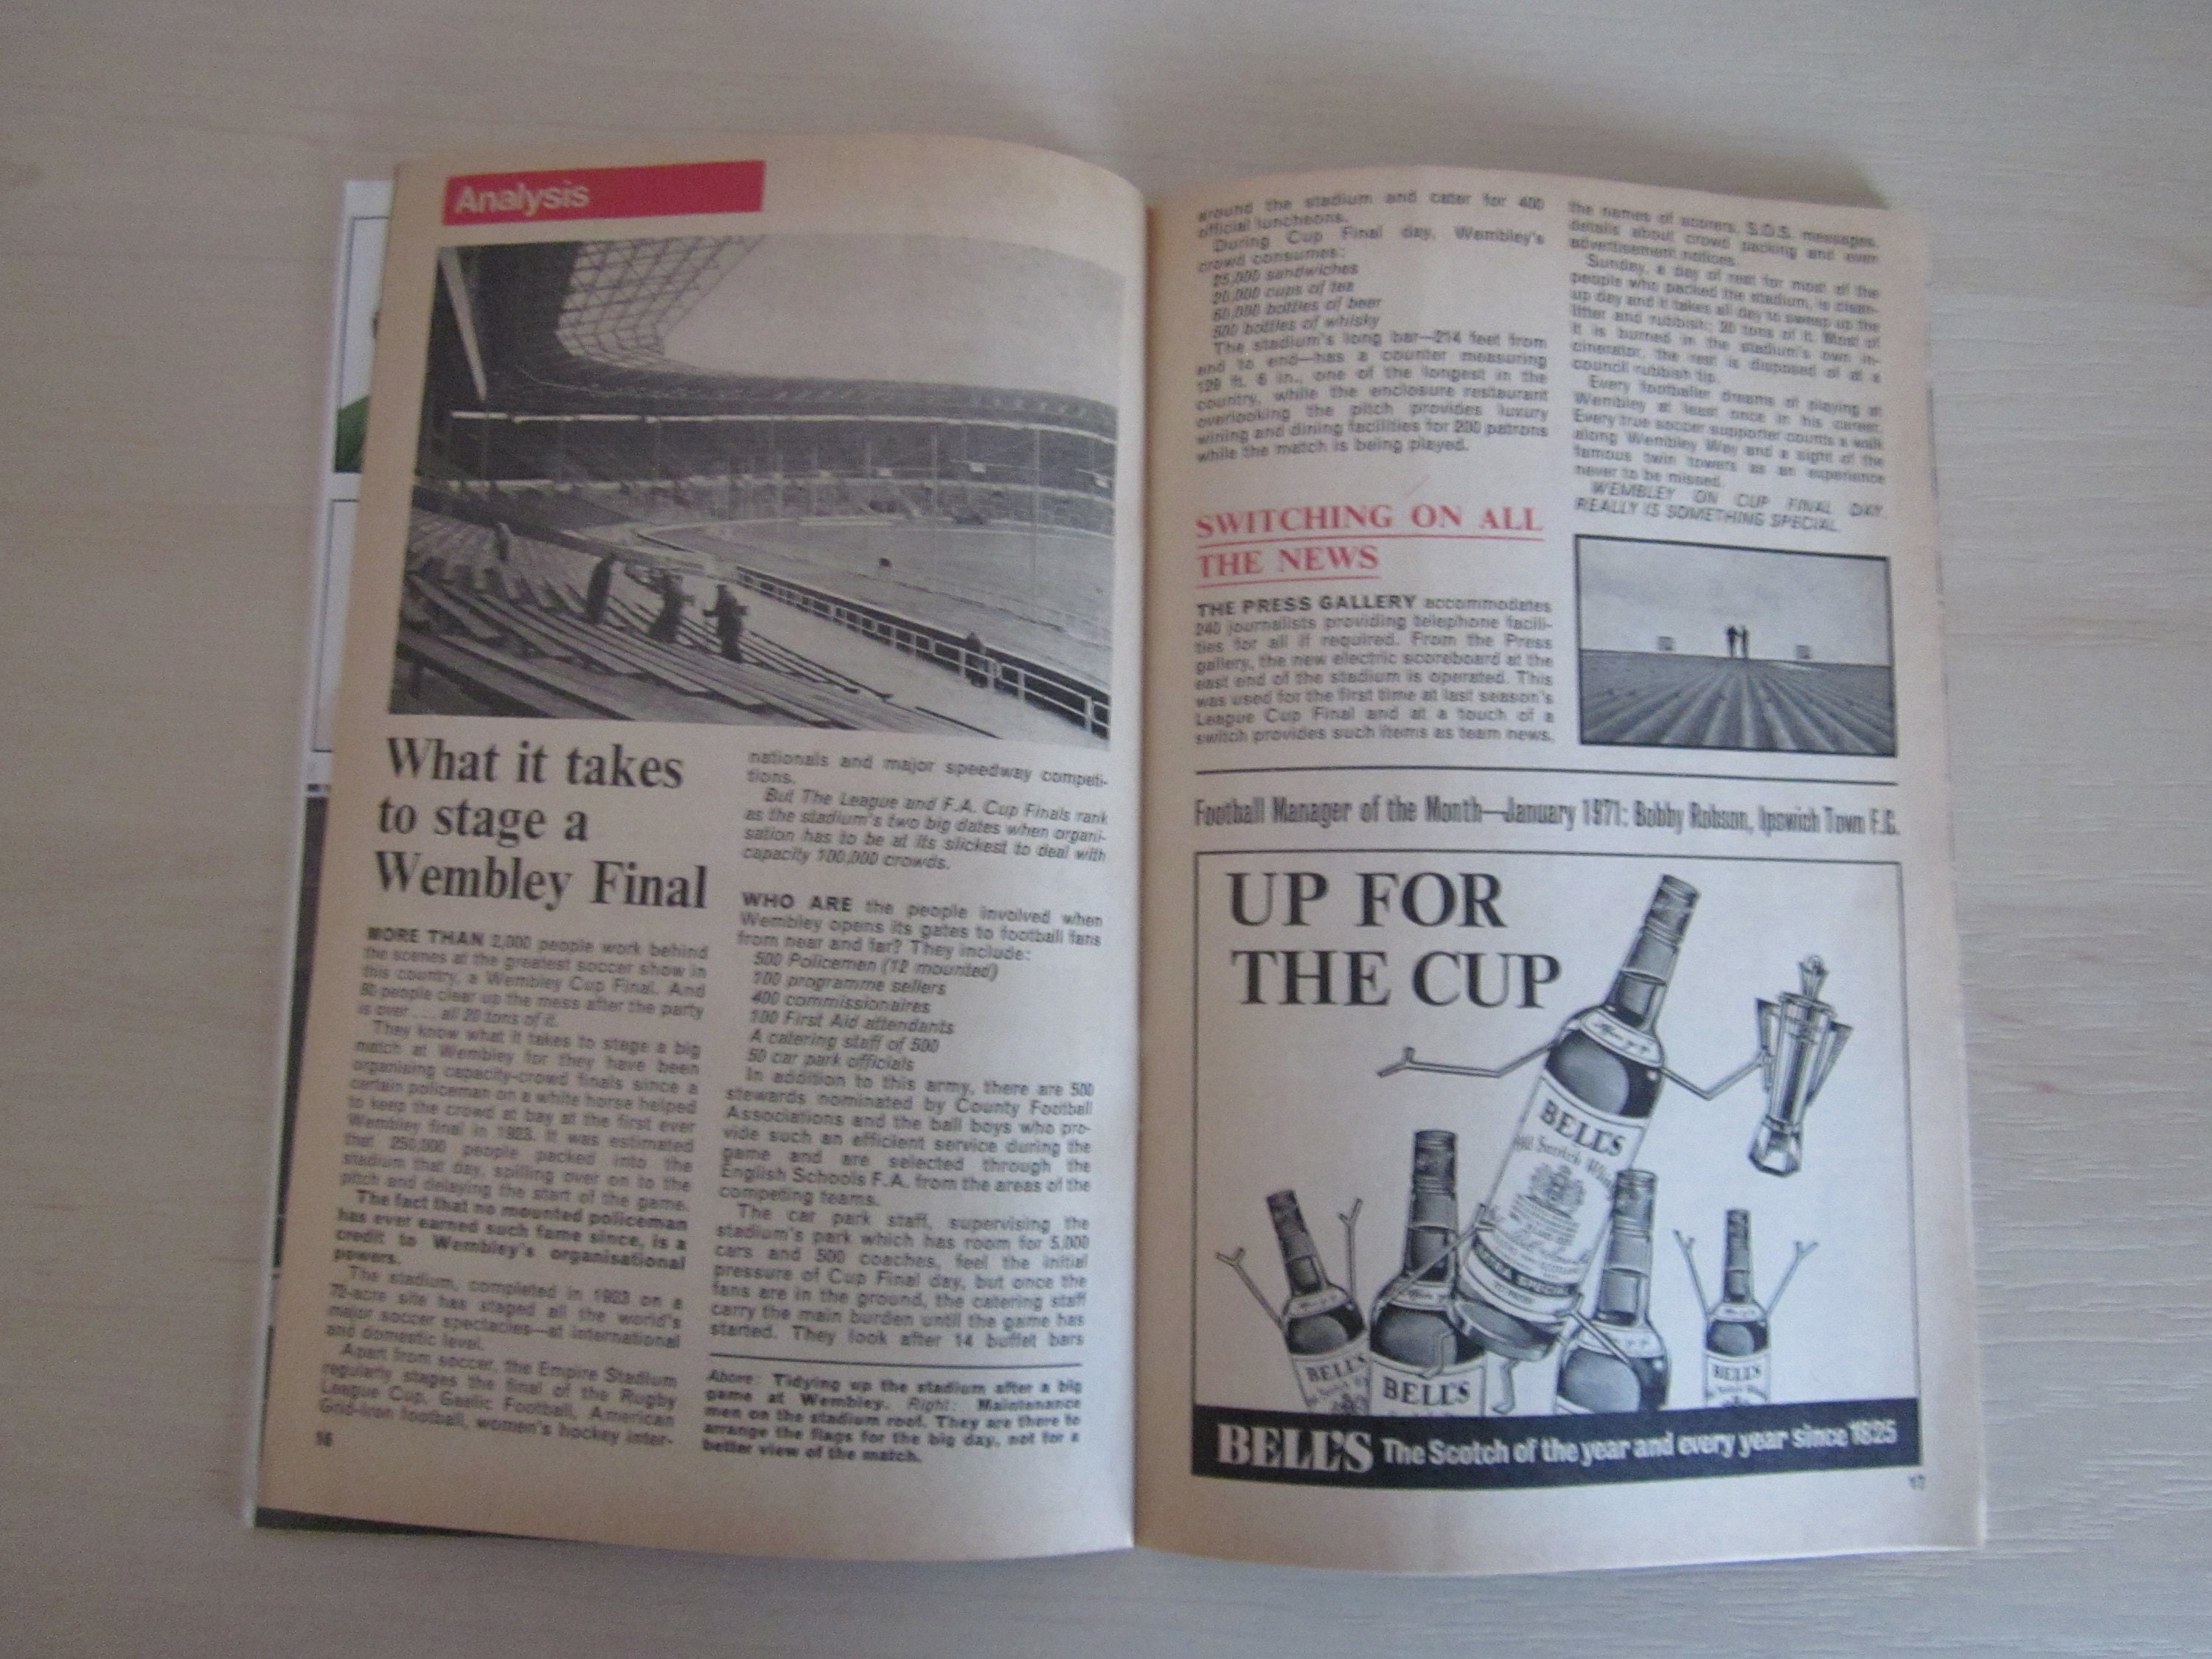 Analysis
What it takes
to stage a
Wembley Final
MORE THAN 2,000 people work behind
the scenes at the greatest soccer show in
this country, a Wembley Cup Final. And
80 people clear up the mess after the party
is over . . . all 20 tons of it.
They know what it takes to stage a big
match at Wembley for they have been
organising capacity-crowd finals since a
certain policeman on a white horse helped
to keep the crowd at bay at the first ever
Wembley final in 1923. It was estimated
that 250,000 people packed into the
stadium that day, spilling over on to the
pitch and delaying the start of the game.
The fact that no mounted policeman
has ever earned such fame since, is a
credit to Wembley's organisational
powers.
The stadium, completed in 1923 on a
72-acre site has staged all the world's
major soccer spectacles—at international
and domestic level.
Apart from soccer, the Empire Stadium
regularly stages the final of the Rugby
League Cup, Gaelic Football, American
Grid-Iron football, women's hockey inter-
16
nationals and major speedway competi-
tions.
But The League and F.A. Cup Finals rank
as the stadium's two big dates when organi-
sation has to be at its slickest to deal with
capacity 100,000 crowds.
WHO ARE the people involved when
Wembley opens its gates to football fans
from near and far? They include:
500 Policemen (12 mounted)
100 programme sellers
400 commissionaires
100 First Aid attendants
A catering staff of 500
50 car park officials
In addition to this army, there are 500
stewards nominated by County Football
Associations and the ball boys who pro-
vide such an efficient service during the
game and are selected through the
English Schools F.A. from the areas of the
competing teams.
The car park staff, supervising the
stadium's park which has room for 5,000
cars and 500 coaches, feel the initial
pressure of Cup Final day, but once the
fans are in the ground, the catering staff
carry the main burden until the game has
started. They look after 14 buffet bars
Above: Tidying up the stadium after a big
game at Wembley. Right: Maintenance
men on the stadium roof. They are there to
arrange the flags for the big day, not for a
better view of the match.
around the stadium and cater for 400
official luncheons.
During Cup Final day, Wembley's
crowd consumes:
25,000 sandwiches
20,000 cups of tea
60,000 bottles of beer
500 bottles of whisky
The stadium's long bar—214 feet from
end to end—has a counter measuring
129 ft. 6 in., one of the longest in the
country, while the enclosure restaurant
overlooking the pitch provides luxury
wining and dining facilities for 200 patrons
while the match is being played.
SWITCHING ON ALL
THE NEWS
THE PRESS GALLERY accommodates
240 journalists providing telephone facili-
ties for all if required. From the Press
gallery, the new electric scoreboard at the
east end of the stadium is operated. This
was used for the first time at last season's
League Cup Final and at a touch of a
switch provides such items as team news,
the names of scorers, S.O.S. messages,
details about crowd packing and even
advertisement notices.
Sunday, a day of rest for most of the
people who packed the stadium, is clean-
up day and it takes all day to sweep up the
litter and rubbish; 20 tons of it. Most of
it is burned in the stadium's own in-
cinerator, the rest is disposed of at a
council rubbish tip.
Every footballer dreams of playing at
Wembley at least once in his career.
Every true soccer supporter counts a walk
along Wembley Way and a sight of the
famous twin towers as an experience
never to be missed.
WEMBLEY ON CUP FINAL DAY
REALLY IS SOMETHING SPECIAL.
Football Manager of the Month—January 1971: Bobby Robson, Ipswich Town F.C.
UP FOR
THE CUP
BELL'S
Old Scotch Whisky
EXTRA SPECIAL
BELL'S
BELL'S
BELL'S
BELL'S The Scotch of the year and every year since 1825
17